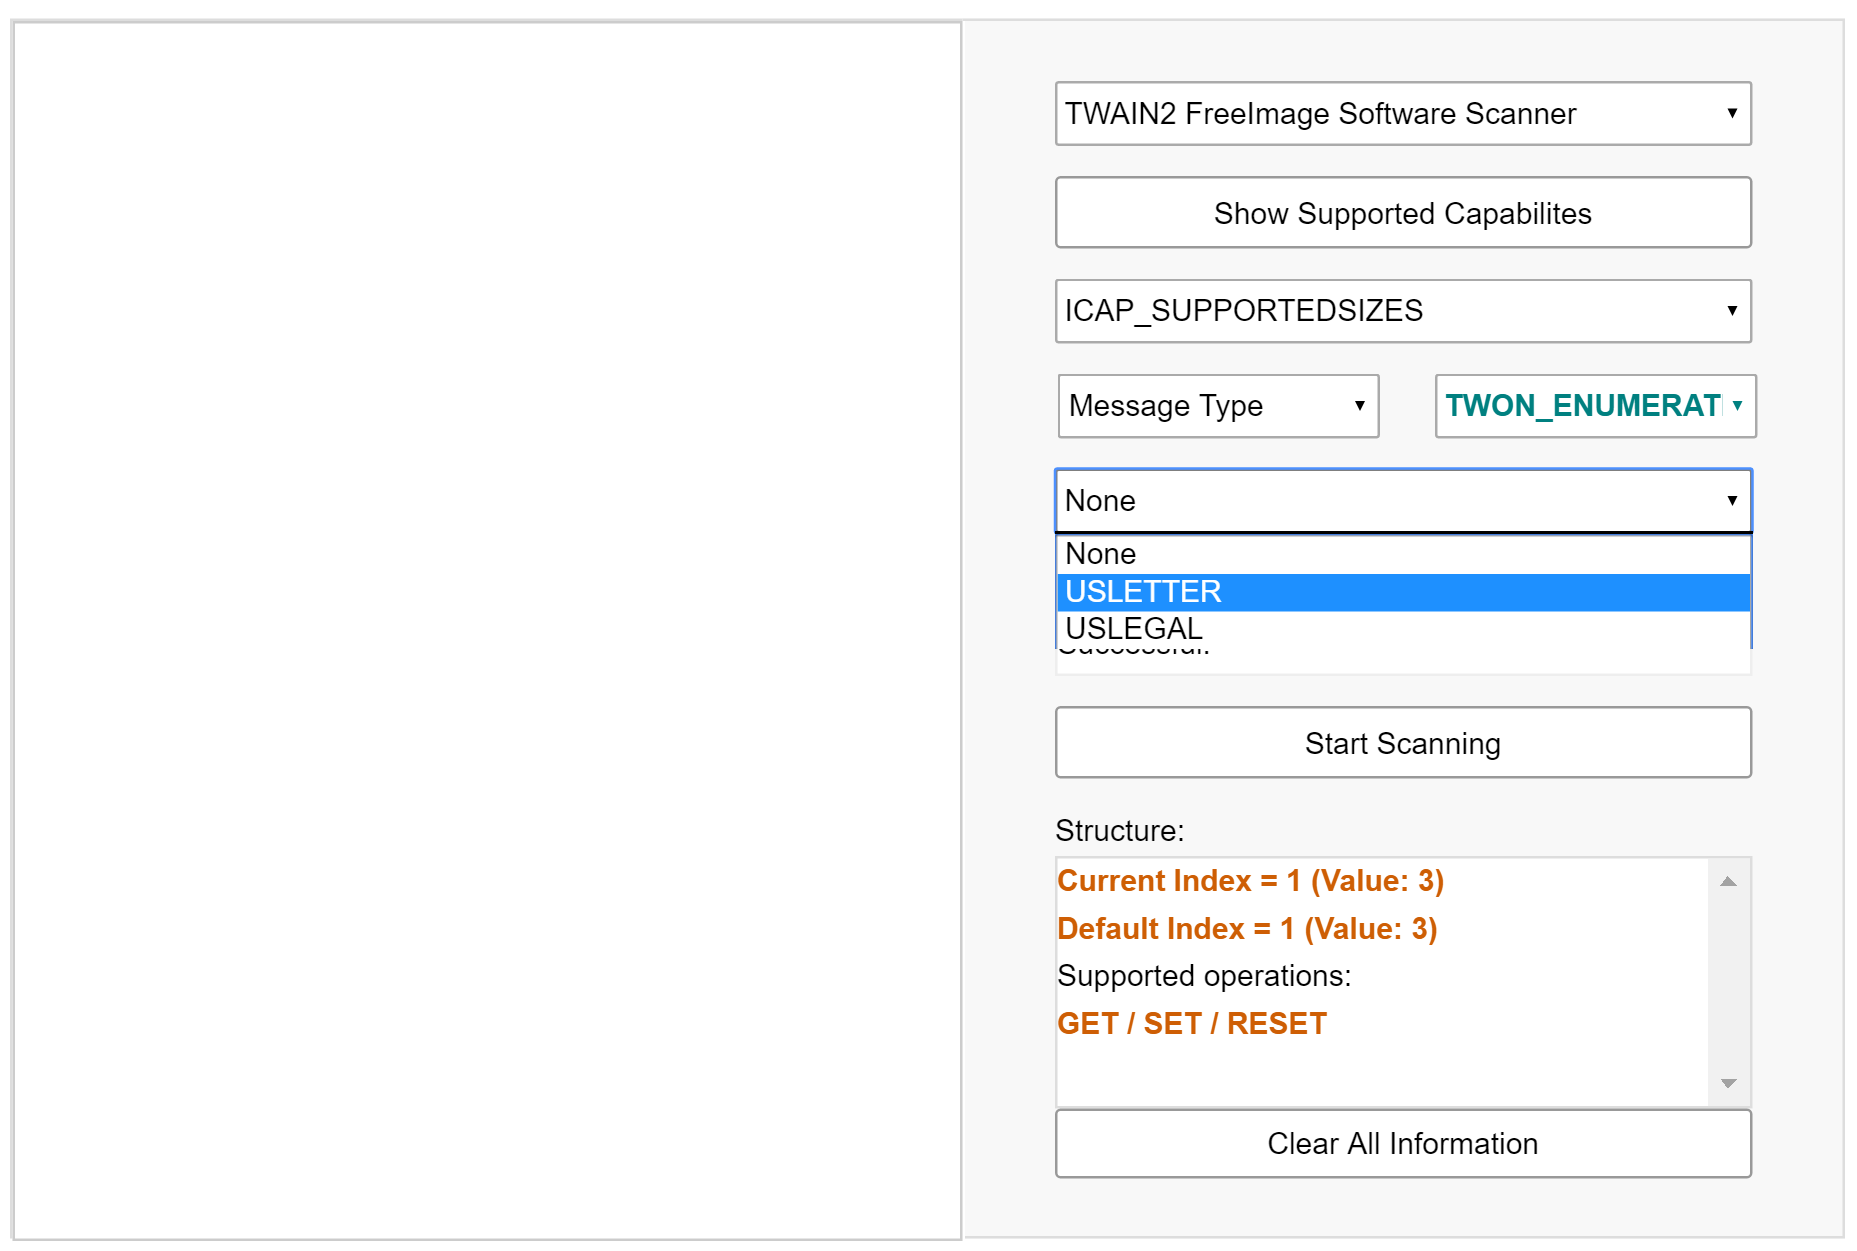 TWAIN2 FreeImage Software Scanner
Show Supported Capabilites
ICAP_SUPPORTEDSIZES
Message Type TWON_ENUMERAT
None
None
USLETTER
USLEGAL
Successful.
Start Scanning
Structure:
Current Index = 1 (Value: 3)
Default Index = 1 (Value: 3)
Supported operations:
GET / SET / RESET
Clear All Information